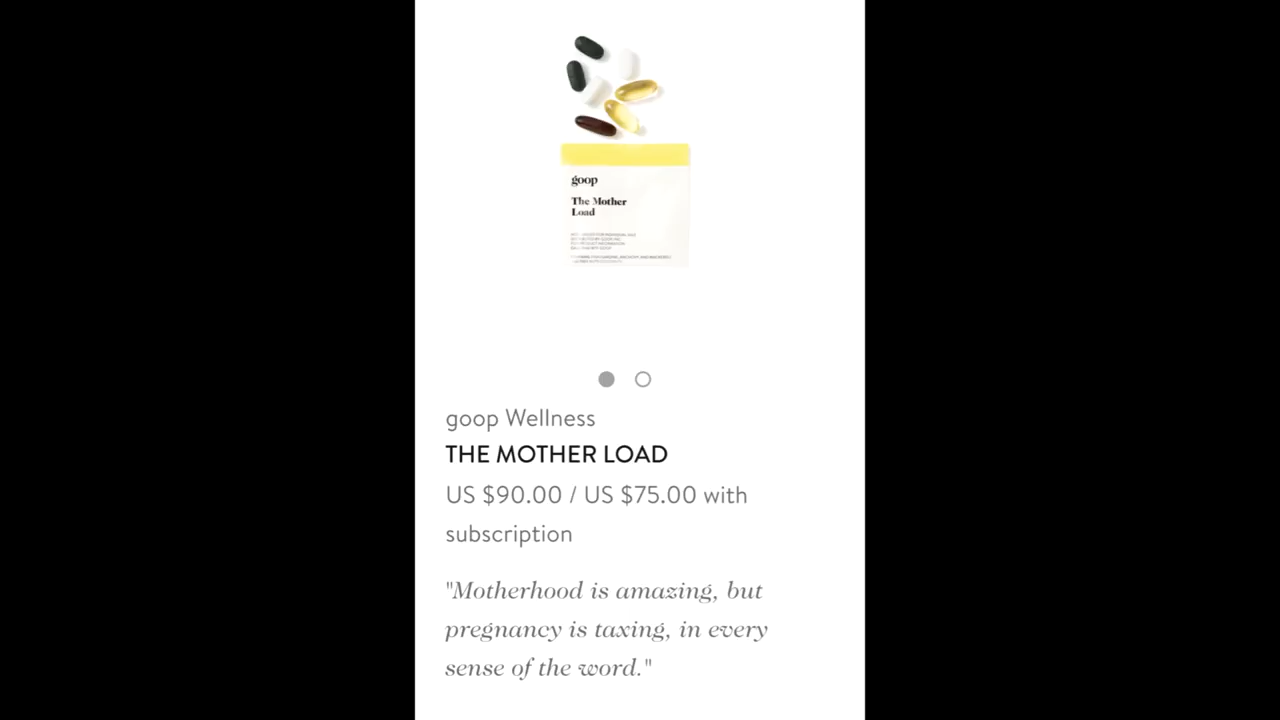 goop
The Mother
Load
goop Wellness
THE MOTHER LOAD
US $90.00 / US $75.00 with
subscription
"Motherhood is amazing, but
pregnancy is taxing, in every
sense of the word."